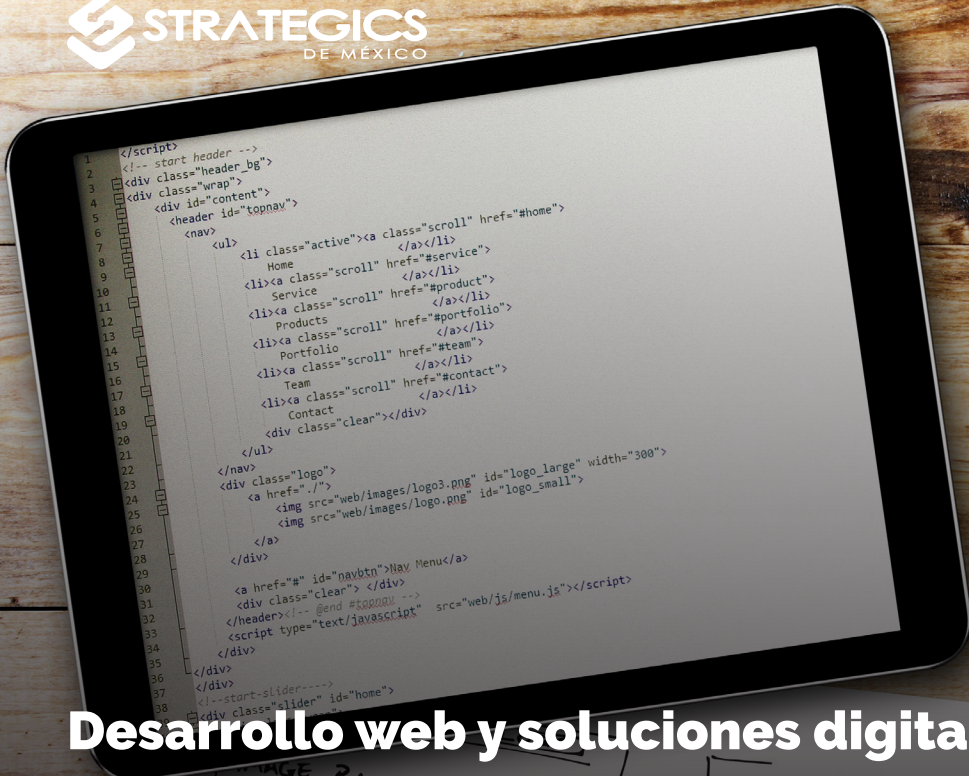 STRATEGICS
DE MÉXICO
1 </script>
2 <!-- start header -->
3 <div class="header_bg">
4 <div class="wrap">
5 <div id="content">
6 <header id="topnav">
7 <nav>
8 <ul>
9 <li class="active"><a class="scroll" href="#home">
10 Home </a></li>
11 <li><a class="scroll" href="#service">
12 Service </a></li>
13 <li><a class="scroll" href="#product">
14 Products </a></li>
15 <li><a class="scroll" href="#portfolio">
16 Portfolio </a></li>
17 <li><a class="scroll" href="#team">
18 Team </a></li>
19 <li><a class="scroll" href="#contact">
20 Contact </a></li>
21 <div class="clear"></div>
22 </ul>
23 </nav>
24 <div class="logo">
25 <a href="./">
26 <img src="web/images/logo3.png" id="logo_large" width="300">
27 <img src="web/images/logo.png" id="logo_small">
28 </a>
29 </div>
30
31 <a href="#" id="navbtn">Nav Menu</a>
32 <div class="clear"> </div>
33 </header><!-- @end #topnav -->
34 <script type="text/javascript" src="web/js/menu.js"></script>
35 </div>
36 </div>
37 </div>
38 <!--start-slider---->
<div class="slider" id="home">
Desarrollo web y soluciones digita